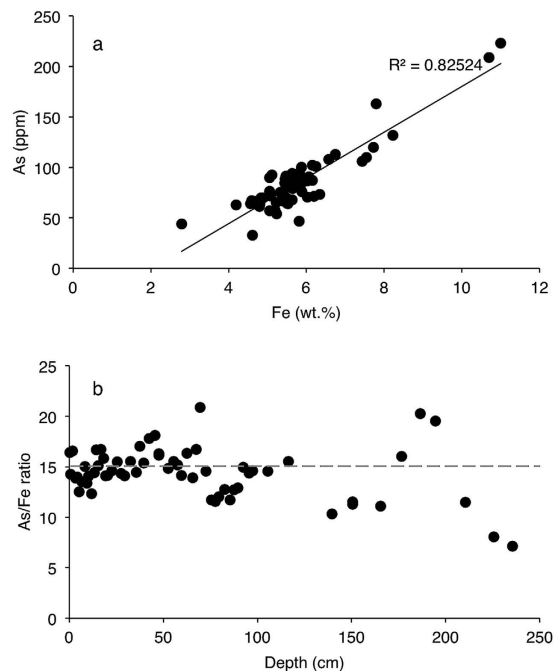 250
a
200
R² = 0.82524
150
As (ppm)
100
50
0
0 2 4 6 8 10 12
Fe (wt.%)
25
b
20
15
As/Fe ratio
10
5
0
0 50 100 150 200 250
Depth (cm)